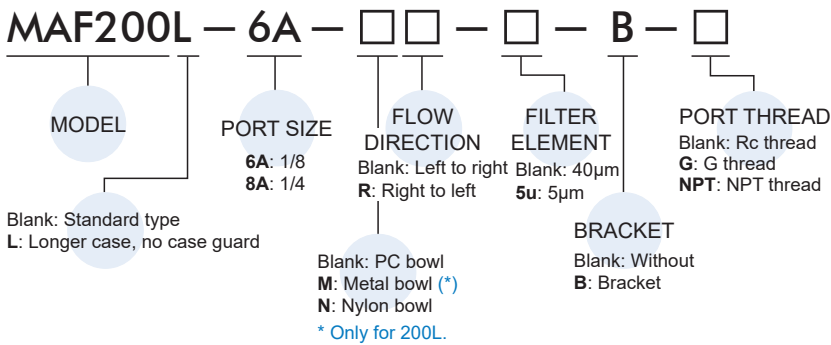 MAF200L – 6A – □□ – □ – B – □
MODEL
Blank: Standard type
L: Longer case, no case guard
PORT SIZE
6A: 1/8
8A: 1/4
FLOW
DIRECTION
Blank: Left to right
R: Right to left
Blank: PC bowl
M: Metal bowl (*)
N: Nylon bowl
* Only for 200L.
FILTER
ELEMENT
Blank: 40μm
5u: 5μm
BRACKET
Blank: Without
B: Bracket
PORT THREAD
Blank: Rc thread
G: G thread
NPT: NPT thread